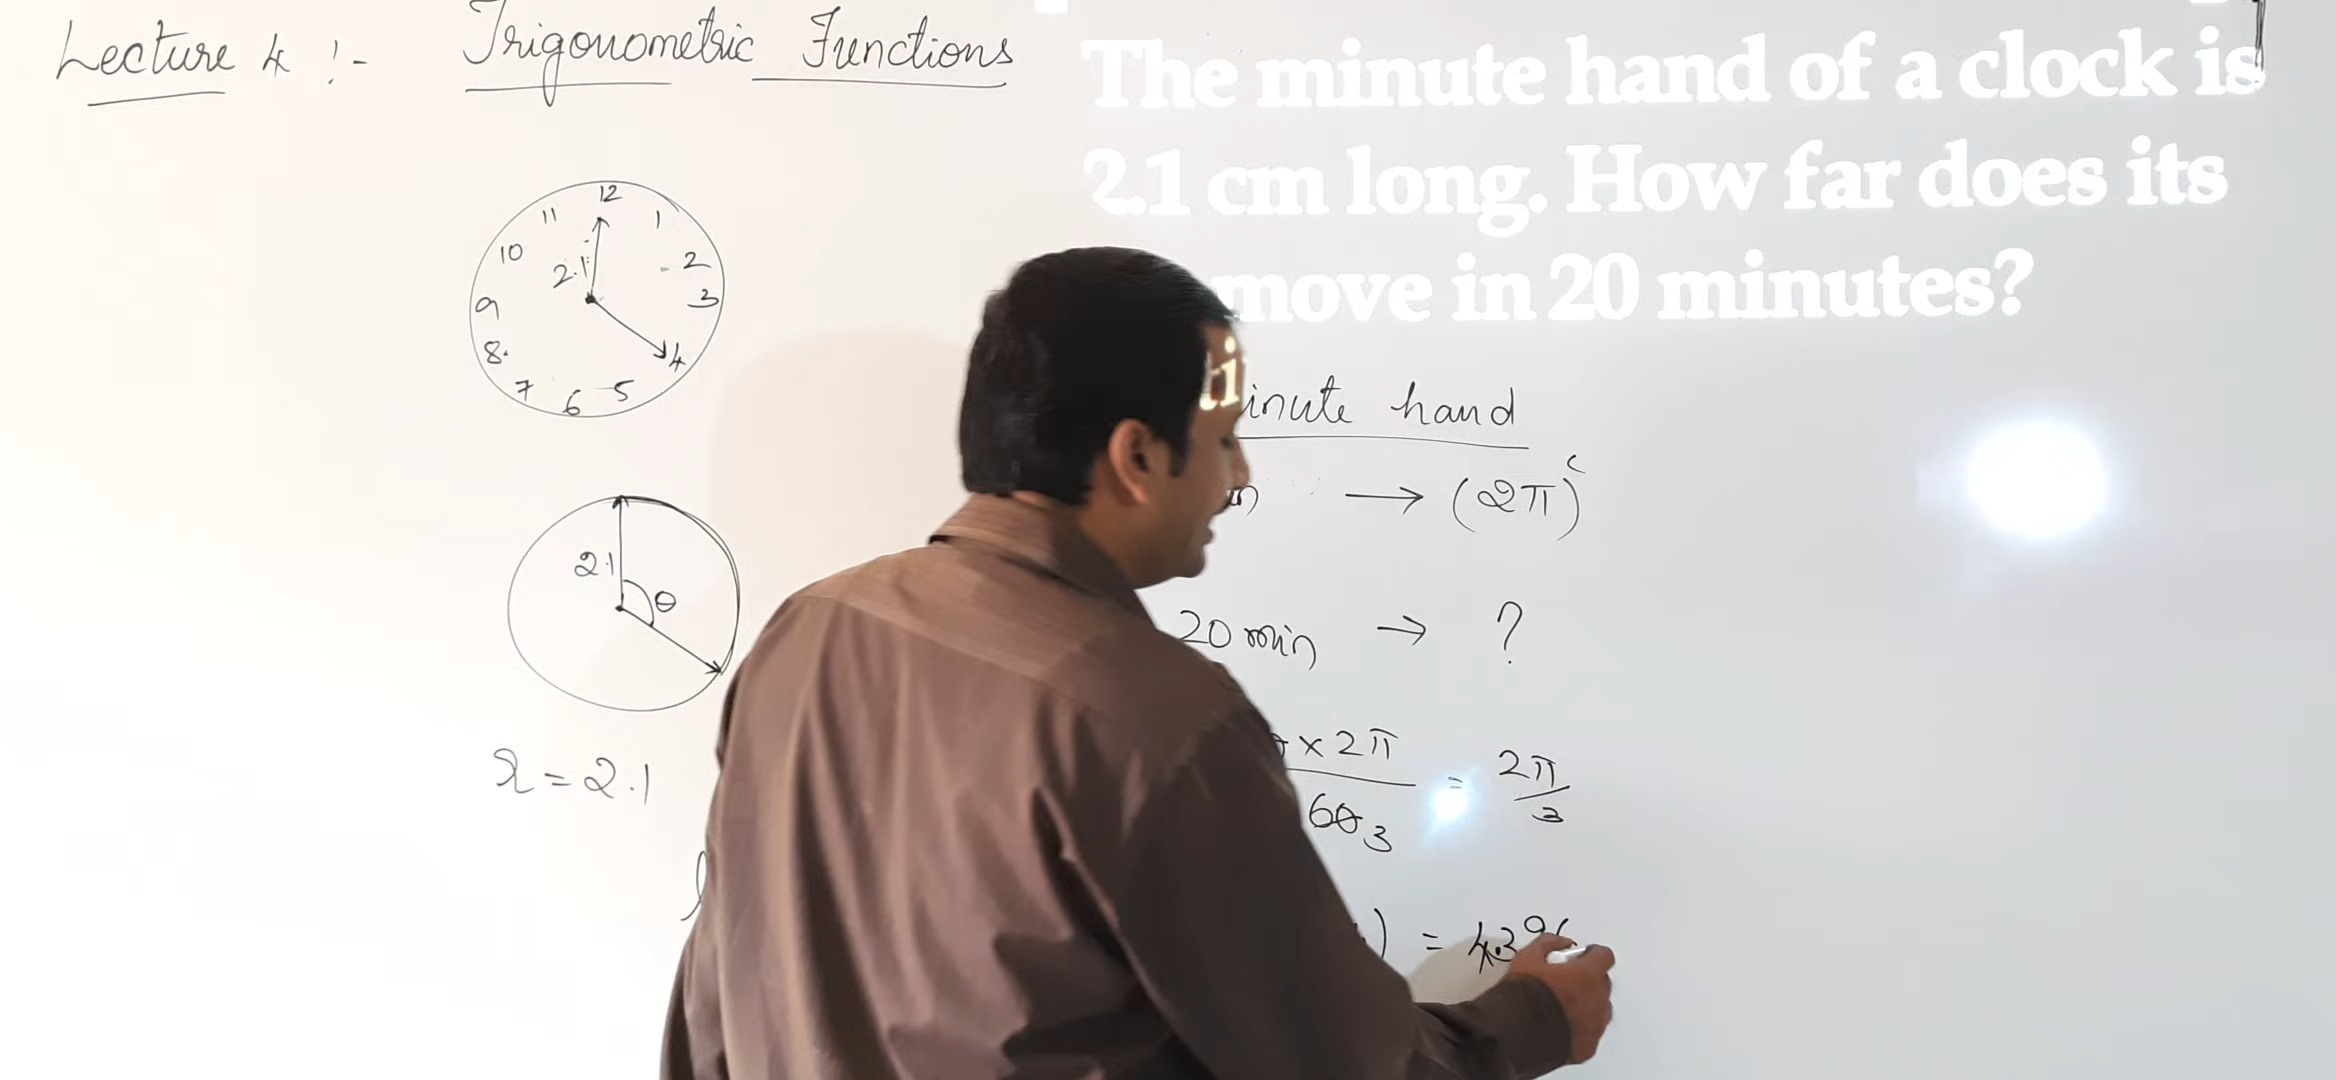 Lecture 4 :- Trigonometric Functions
The minute hand of a clock is
2.1 cm long. How far does its
move in 20 minutes?
12
11 1
10 2
2.1
9 3
8. 4
7 6 5
inute hand
→ (2π)ᶜ
2.1 θ
20 min → ?
r = 2.1
× 2π
60 3
= 2π/3
) = 4.39